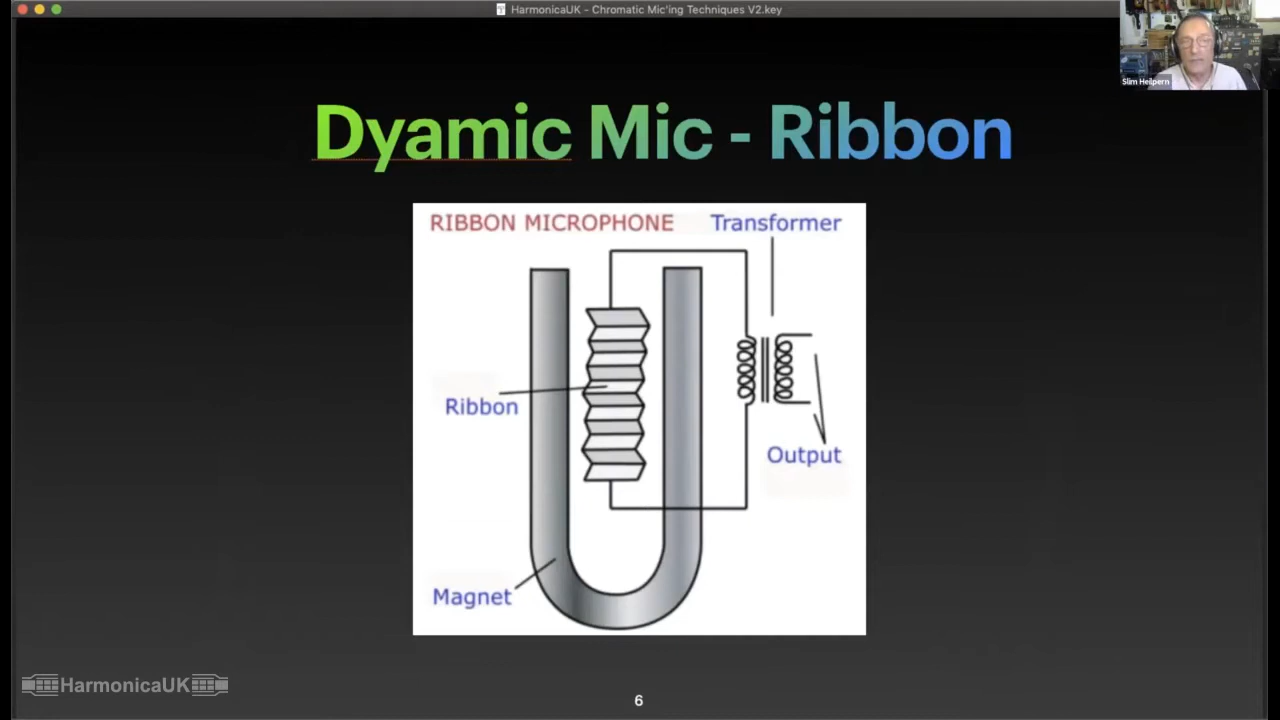 HarmonicaUK - Chromatic Mic'ing Techniques V2.key
Slim Heilpern
Dyamic Mic - Ribbon
RIBBON MICROPHONE
Transformer
Ribbon
Output
Magnet
HarmonicaUK
6